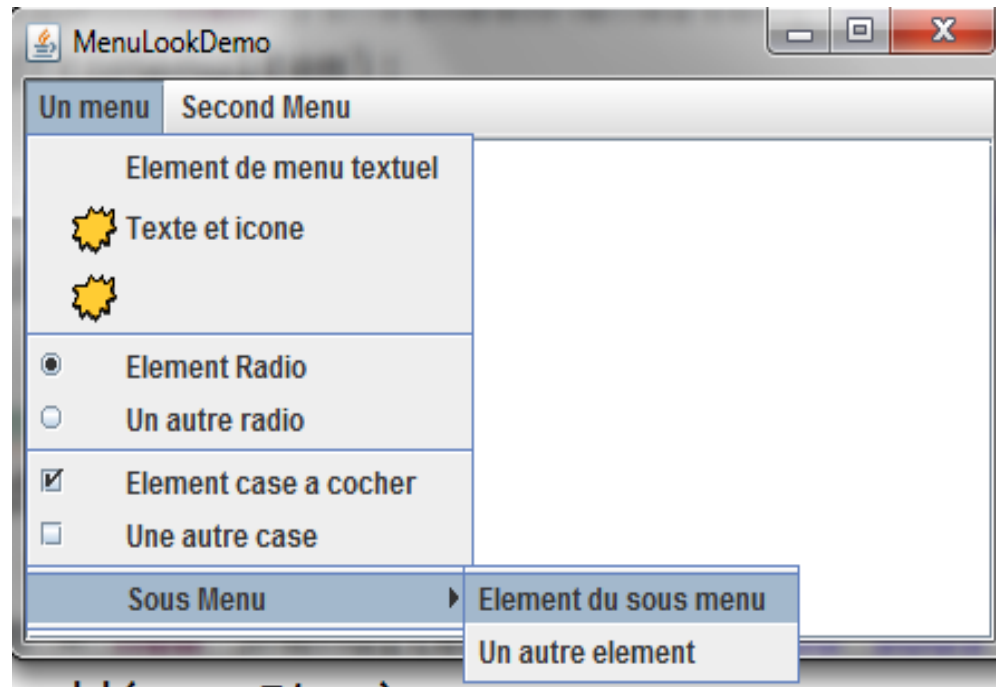 MenuLookDemo
Un menu Second Menu
Element de menu textuel
Texte et icone
Element Radio
Un autre radio
Element case a cocher
Une autre case
Sous Menu
Element du sous menu
Un autre element